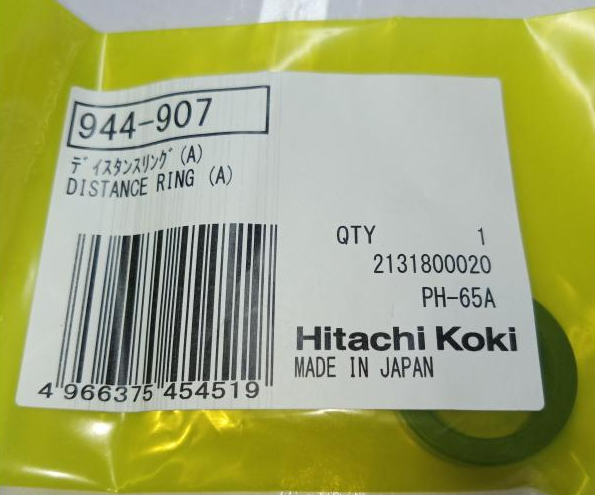 944-907
ディスタンスリング(A)
DISTANCE RING (A)
QTY 1
2131800020
PH-65A
Hitachi Koki
MADE IN JAPAN
4 966375 454519